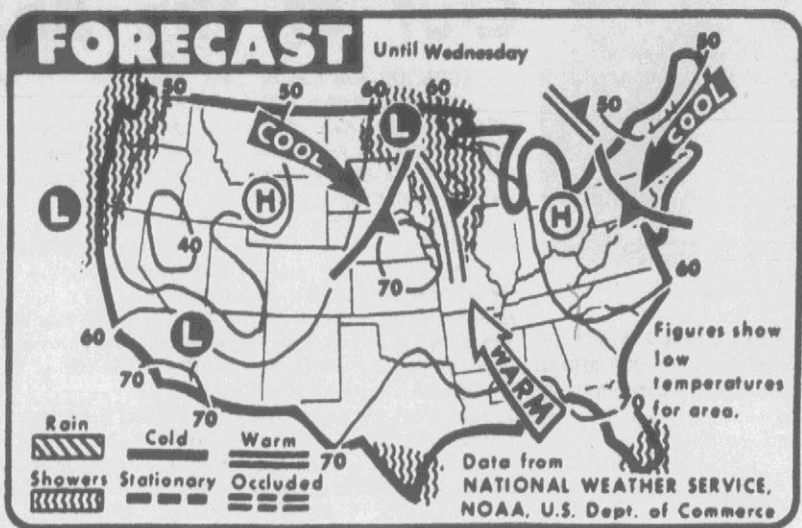 FORECAST Until Wednesday
50 50 60 60 50
50
COOL L COOL
L H H
40
70
60
60 L
70
70
WARM
Figures show
low
temperatures
for area.
70
70
Rain Cold Warm
Showers Stationary Occluded
Data from
NATIONAL WEATHER SERVICE,
NOAA, U.S. Dept. of Commerce